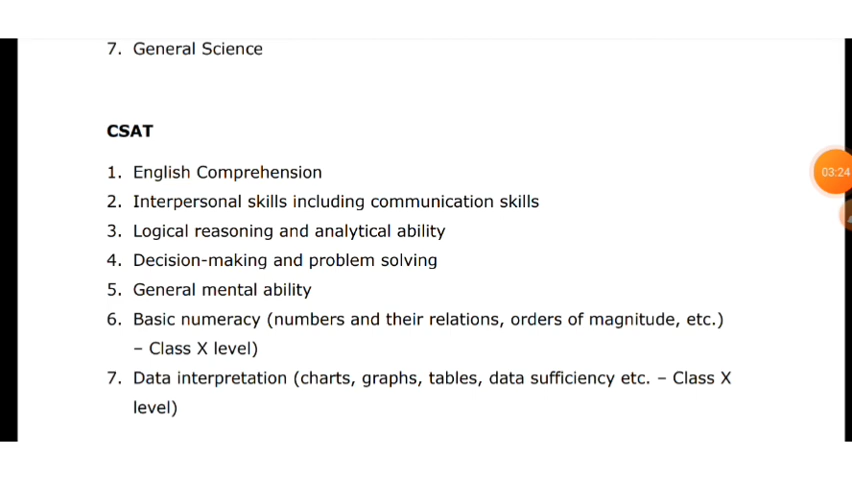 7. General Science
CSAT
1. English Comprehension
2. Interpersonal skills including communication skills
3. Logical reasoning and analytical ability
4. Decision-making and problem solving
5. General mental ability
6. Basic numeracy (numbers and their relations, orders of magnitude, etc.)
– Class X level)
7. Data interpretation (charts, graphs, tables, data sufficiency etc. – Class X
level)
03:24